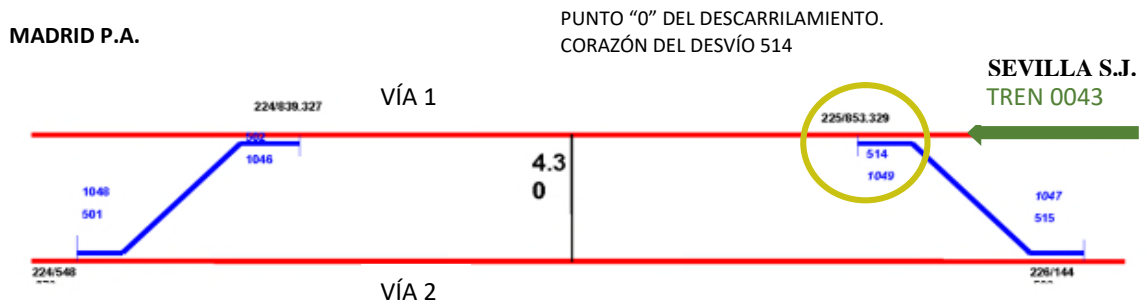 PUNTO “0” DEL DESCARRILAMIENTO.
CORAZÓN DEL DESVÍO 514
MADRID P.A.
SEVILLA S.J.
TREN 0043
VÍA 1
224/839.327
225/853.329
502
1046
4.3
0
514
1049
1048
501
1047
515
224/548
226/144
VÍA 2